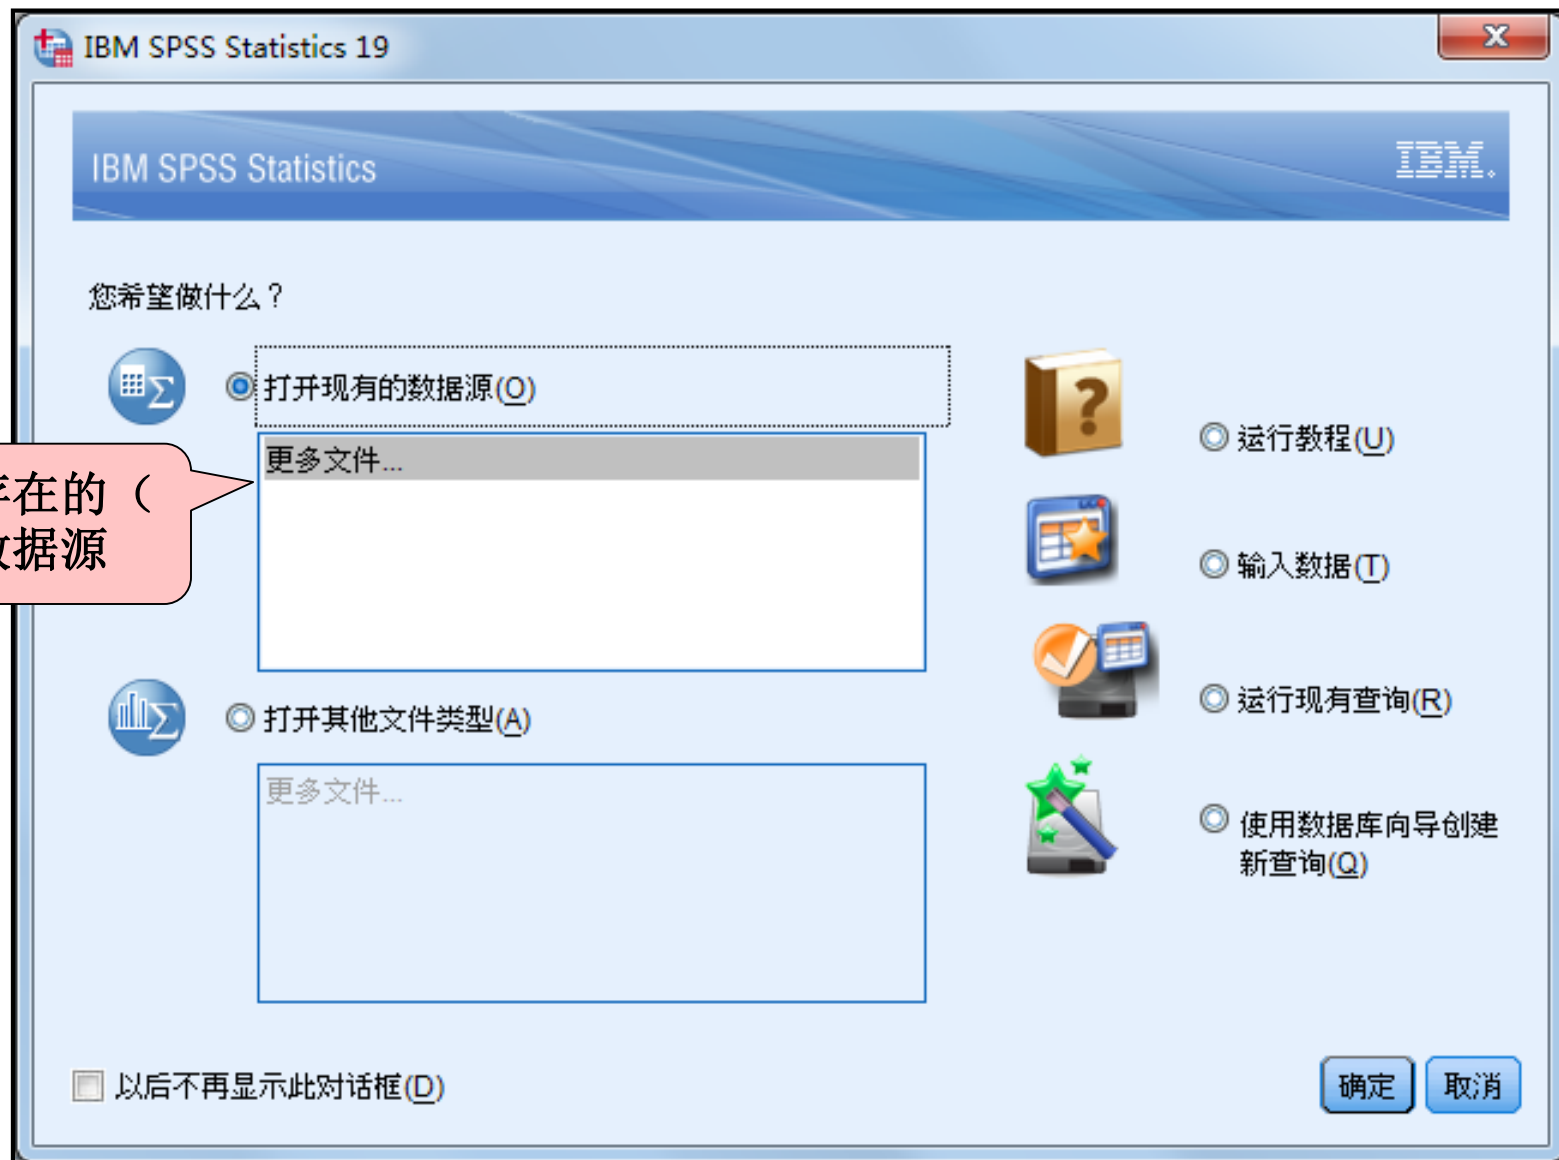 IBM SPSS Statistics 19
IBM SPSS Statistics
IBM.
您希望做什么？
打开现有的数据源(O)
更多文件...
存在的（
数据源
打开其他文件类型(A)
更多文件...
运行教程(U)
输入数据(T)
运行现有查询(R)
使用数据库向导创建
新查询(Q)
以后不再显示此对话框(D)
确定
取消